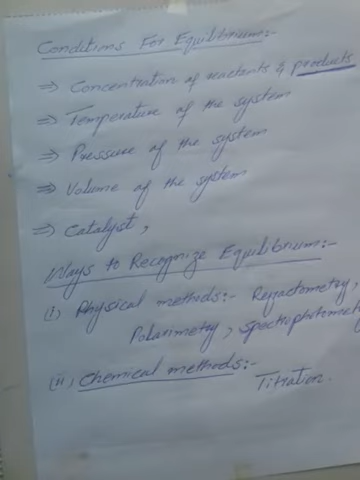 Conditions For Equilibrium:-
⇒ Concentration of reactants & products
⇒ Temperature of the system
⇒ Pressure of the system
⇒ Volume of the system
⇒ Catalyst,
Ways to Recognize Equilibrium:-
(i) Physical methods:- Refractometry,
Polarimetry, spectrophotomet
(ii) Chemical methods:-
Titration.